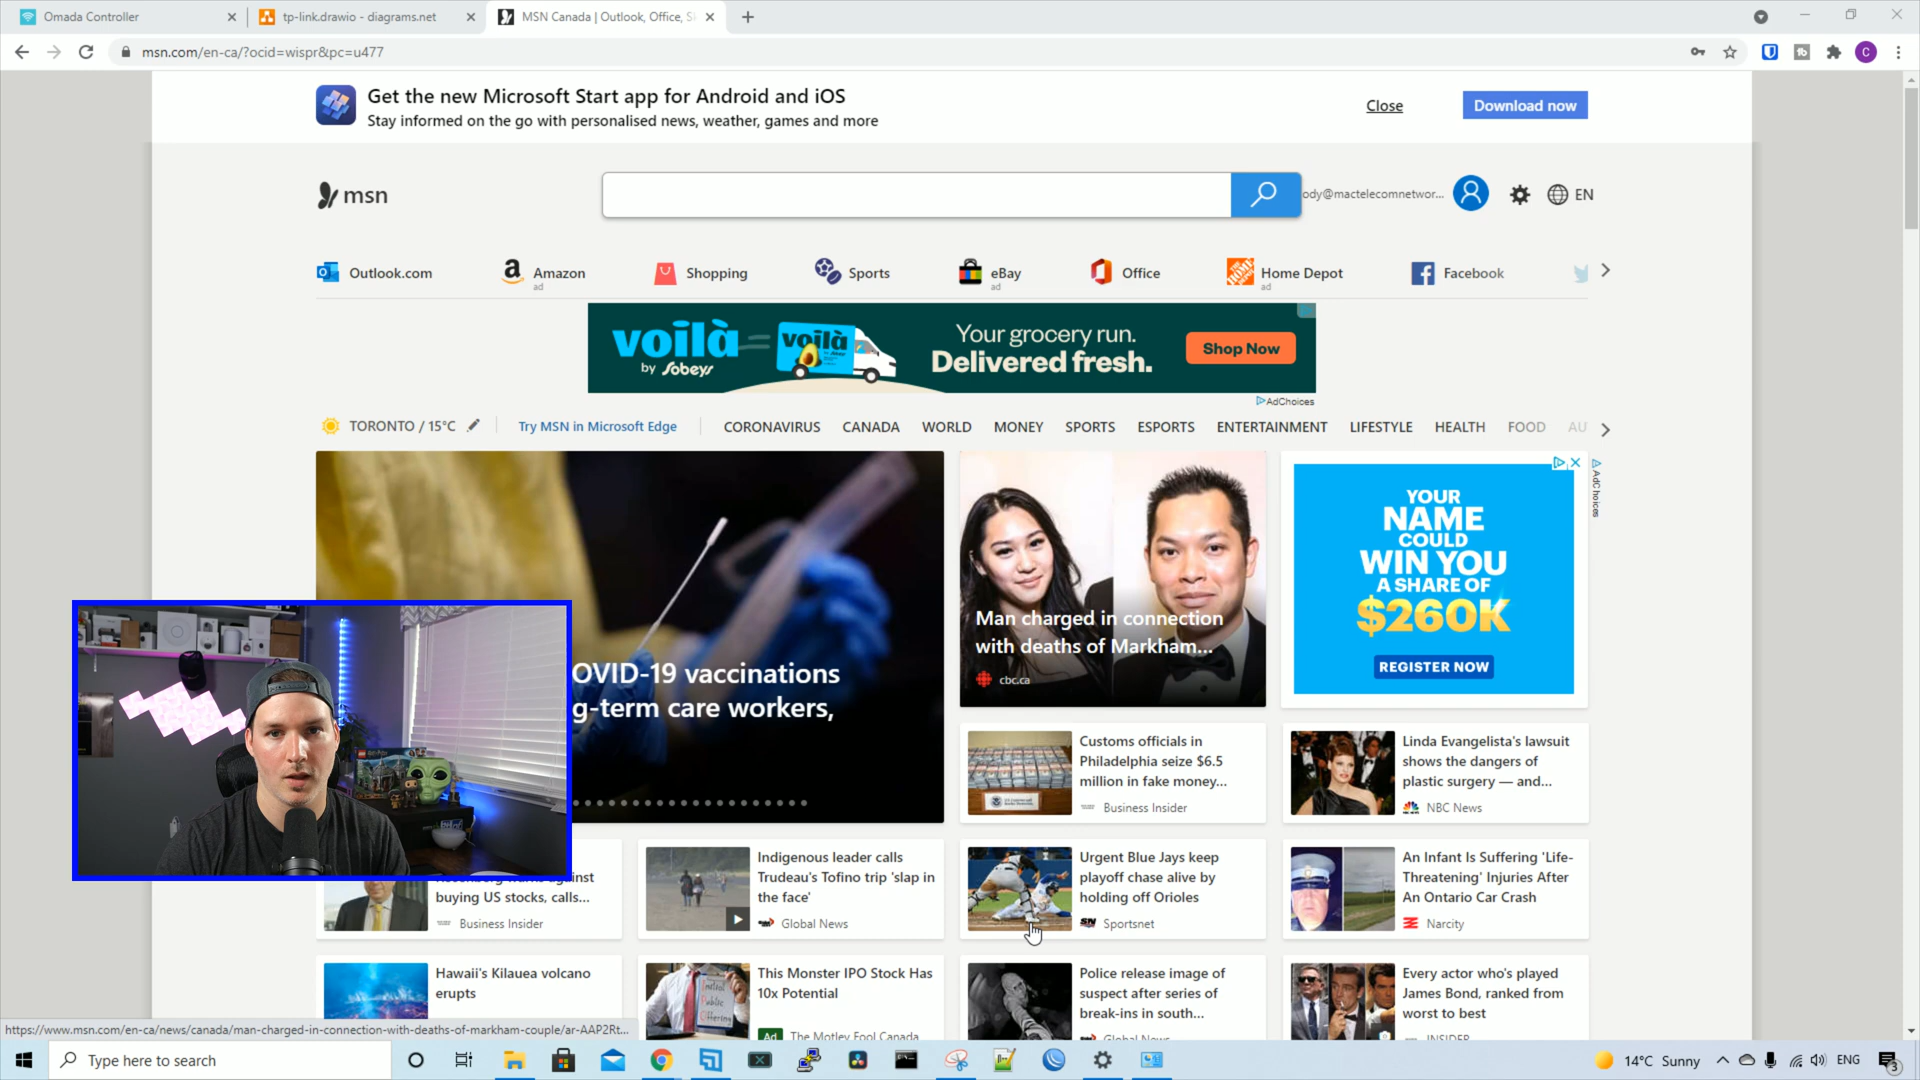 Omada Controller
tp-link.drawio - diagrams.net
MSN Canada | Outlook, Office, S
msn.com/en-ca/?ocid=wispr&pc=u477
C
Get the new Microsoft Start app for Android and iOS
Stay informed on the go with personalised news, weather, games and more
Close
Download now
msn
ody@mactelecomnetwor...
EN
Outlook.com
Amazon
ad
Shopping
Sports
eBay
ad
Office
Home Depot
ad
Facebook
voilà
by Sobeys
=
voilà
Your grocery run.
Delivered fresh.
Shop Now
AdChoices
TORONTO / 15°C
Try MSN in Microsoft Edge
CORONAVIRUS
CANADA
WORLD
MONEY
SPORTS
ESPORTS
ENTERTAINMENT
LIFESTYLE
HEALTH
FOOD
AU
OVID-19 vaccinations
g-term care workers,
Man charged in connection
with deaths of Markham...
cbc.ca
YOUR
NAME
COULD
WIN YOU
A SHARE OF
$260K
REGISTER NOW
AdChoices
Customs officials in
Philadelphia seize $6.5
million in fake money...
Business Insider
Linda Evangelista's lawsuit
shows the dangers of
plastic surgery — and...
NBC News
buying US stocks, calls...
Business Insider
Indigenous leader calls
Trudeau's Tofino trip 'slap in
the face'
Global News
Urgent Blue Jays keep
playoff chase alive by
holding off Orioles
SN Sportsnet
An Infant Is Suffering 'Life-
Threatening' Injuries After
An Ontario Car Crash
Narcity
Hawaii's Kilauea volcano
erupts
This Monster IPO Stock Has
10x Potential
Ad The Motley Fool Canada
Police release image of
suspect after series of
break-ins in south...
Global News
Every actor who's played
James Bond, ranked from
worst to best
INSIDER
https://www.msn.com/en-ca/news/canada/man-charged-in-connection-with-deaths-of-markham-couple/ar-AAP2Rt...
Type here to search
14°C Sunny
ENG
3